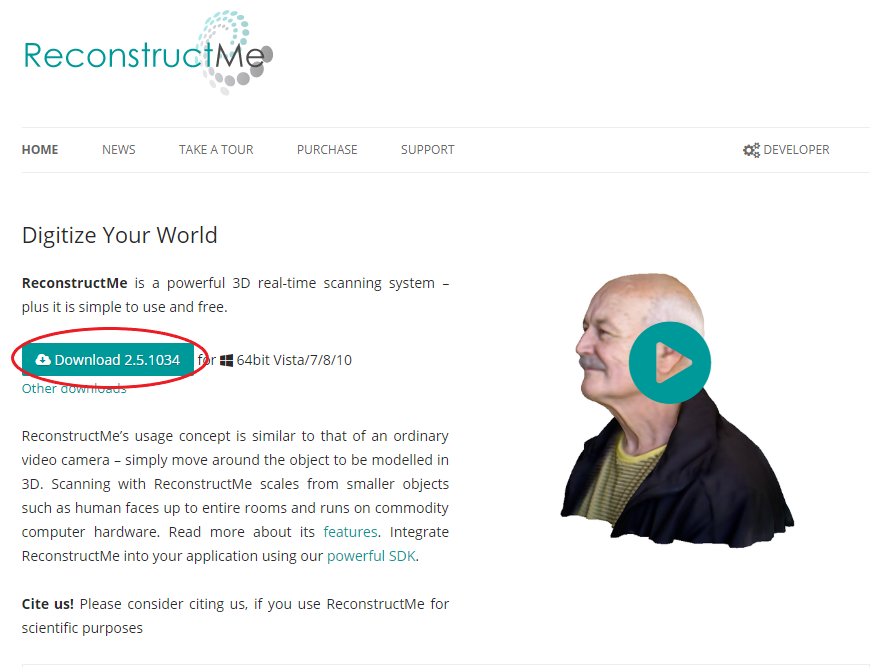 ReconstructMe
HOME NEWS TAKE A TOUR PURCHASE SUPPORT DEVELOPER
Digitize Your World
ReconstructMe is a powerful 3D real-time scanning system –
plus it is simple to use and free.
Download 2.5.1034 for 64bit Vista/7/8/10
Other downloads
ReconstructMe’s usage concept is similar to that of an ordinary
video camera – simply move around the object to be modelled in
3D. Scanning with ReconstructMe scales from smaller objects
such as human faces up to entire rooms and runs on commodity
computer hardware. Read more about its features. Integrate
ReconstructMe into your application using our powerful SDK.
Cite us! Please consider citing us, if you use ReconstructMe for
scientific purposes